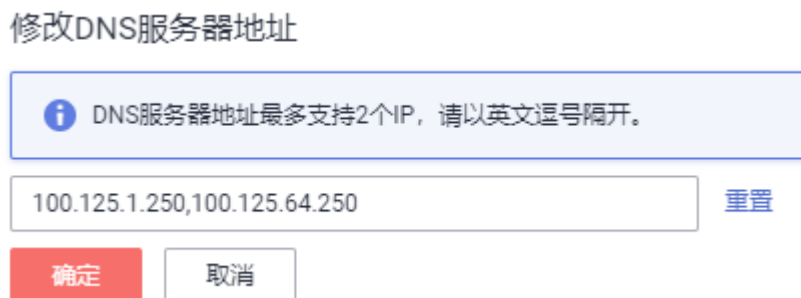 修改DNS服务器地址
DNS服务器地址最多支持2个IP，请以英文逗号隔开。
100.125.1.250,100.125.64.250 重置
确定 取消